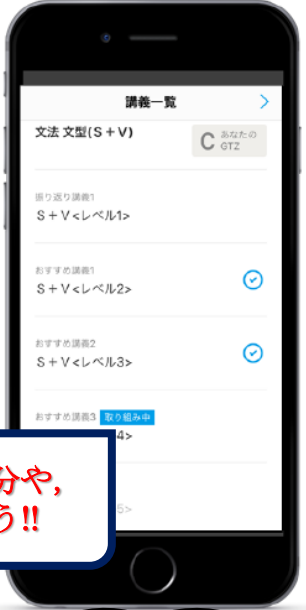 講義一覧
文法 文型(S+V)
C あなたの
GTZ
振り返り講義1
S+V<レベル1>
おすすめ講義1
S+V<レベル2>
おすすめ講義2
S+V<レベル3>
おすすめ講義3 取り組み中
4>
分や,
う!!
5>